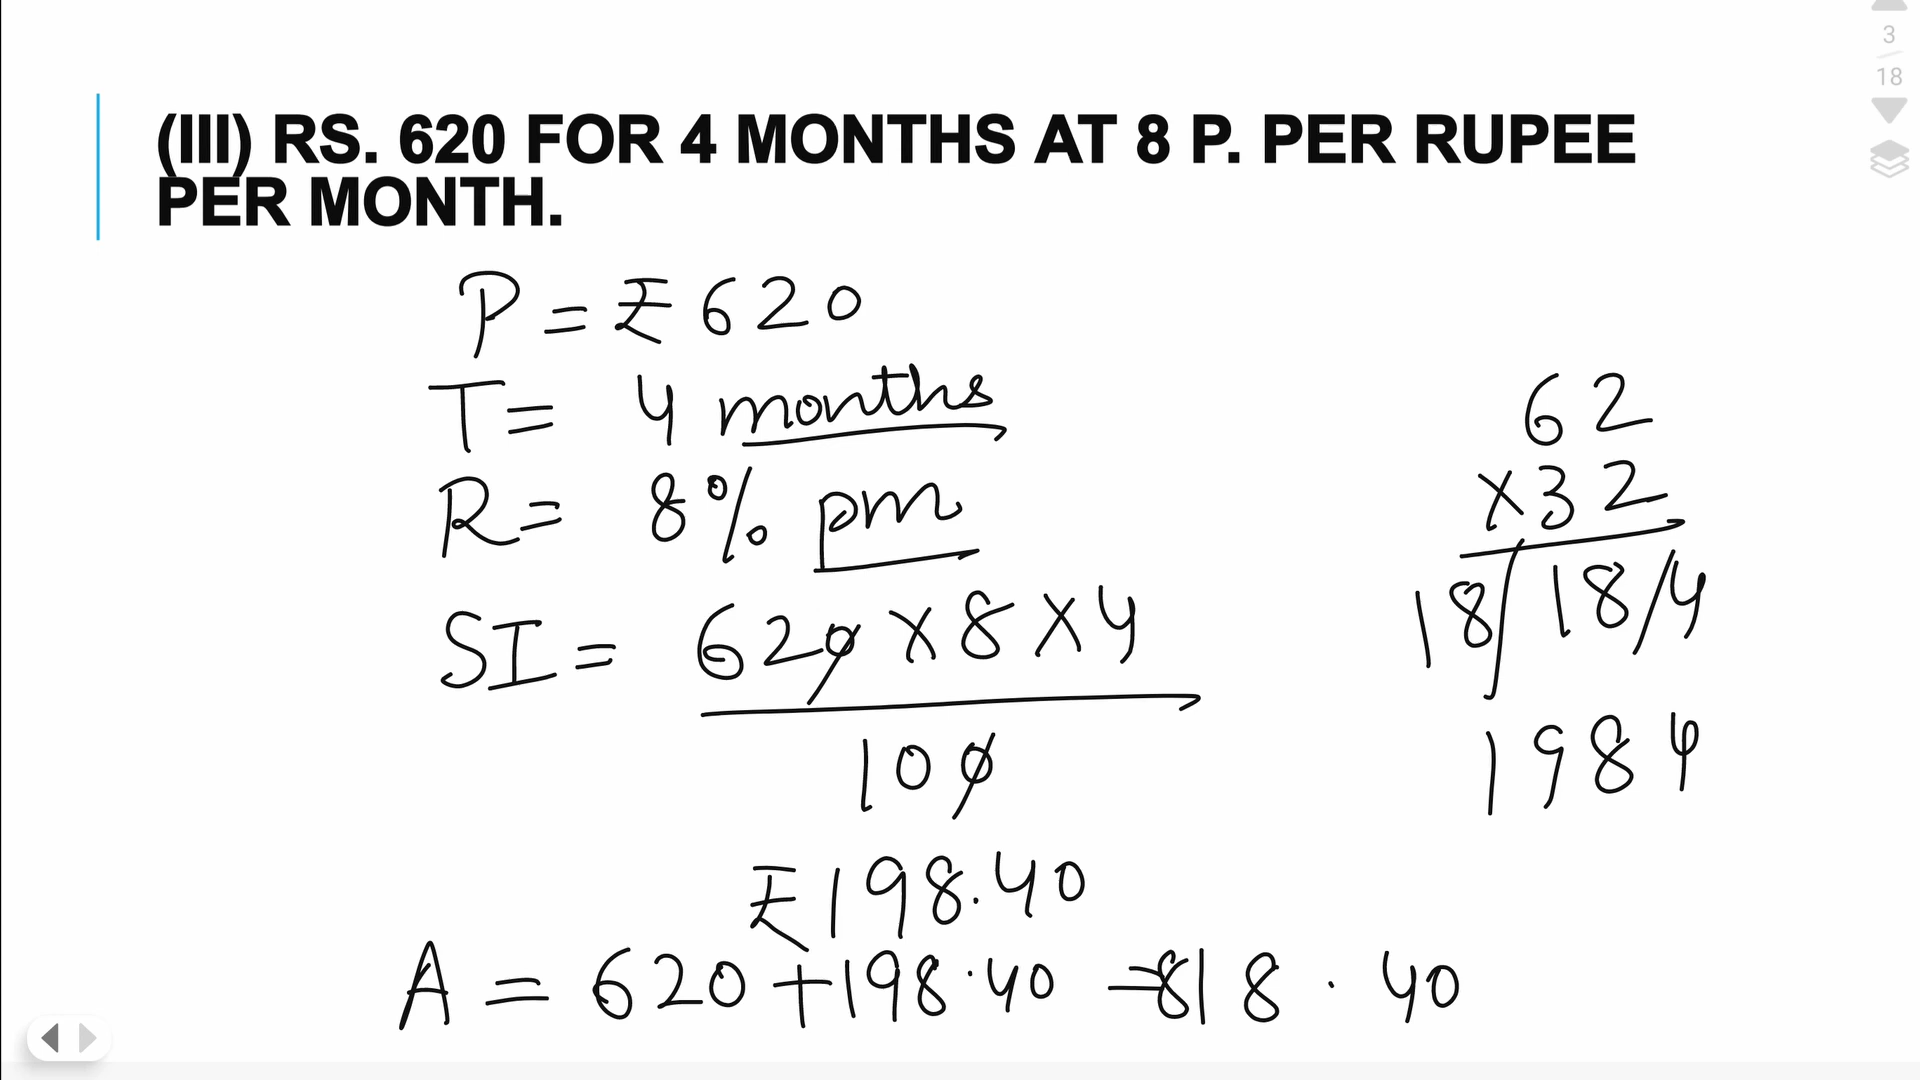 3
18
(III) RS. 620 FOR 4 MONTHS AT 8 P. PER RUPEE
PER MONTH.
P = ₹ 620
T = 4 months
R = 8% pm
SI = 620 × 8 × 4
100
₹ 198.40
A = 620 + 198.40 = 818.40
62
×32
18/18/4
1984